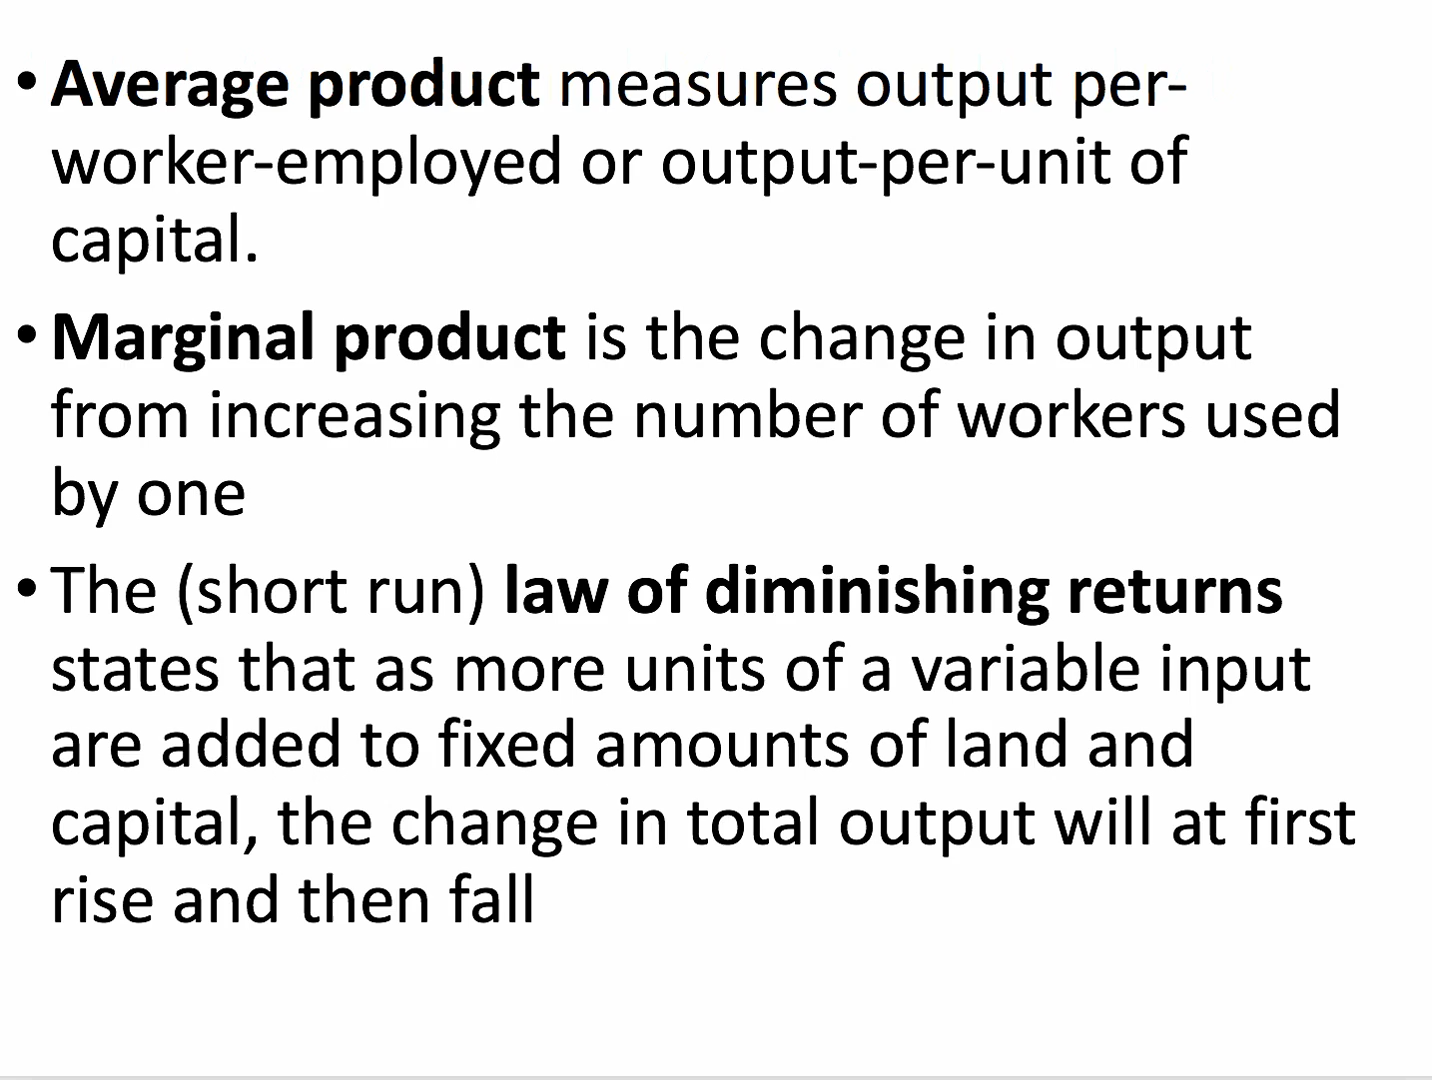 • Average product measures output per-
worker-employed or output-per-unit of
capital.
• Marginal product is the change in output
from increasing the number of workers used
by one
• The (short run) law of diminishing returns
states that as more units of a variable input
are added to fixed amounts of land and
capital, the change in total output will at first
rise and then fall